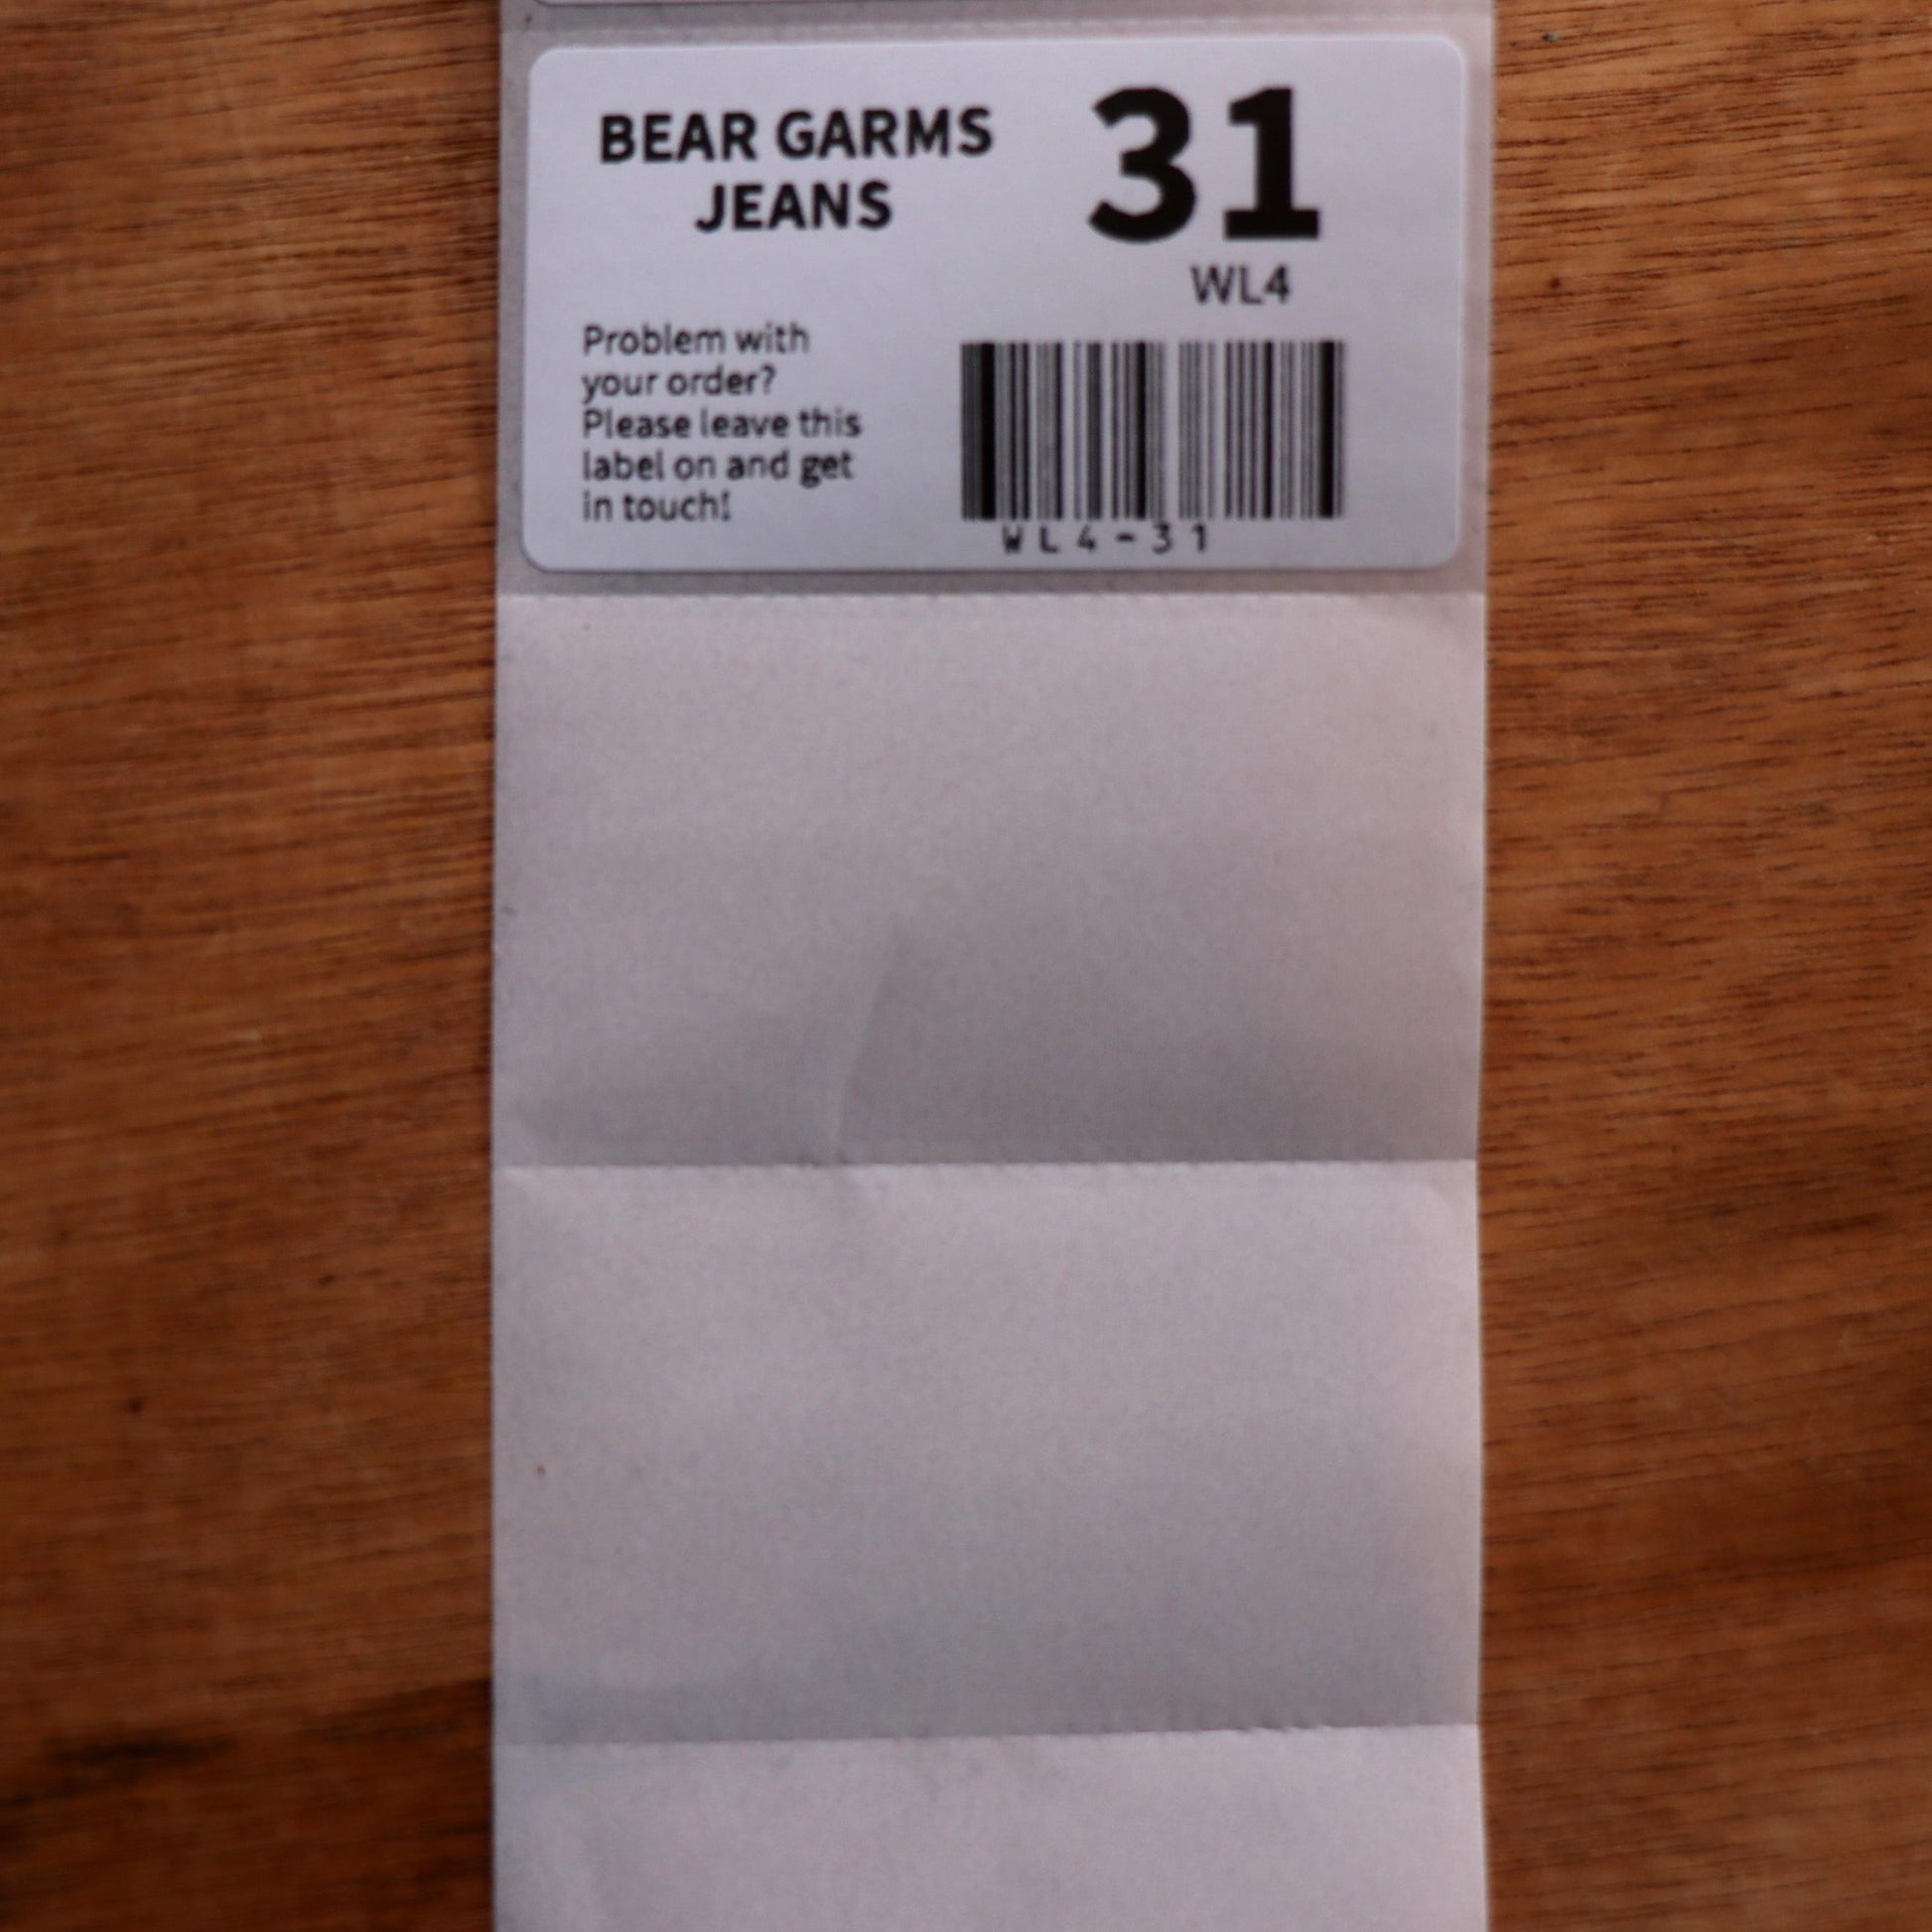 BEAR GARMS
JEANS
31
WL4
Problem with
your order?
Please leave this
label on and get
in touch!
WL4-31